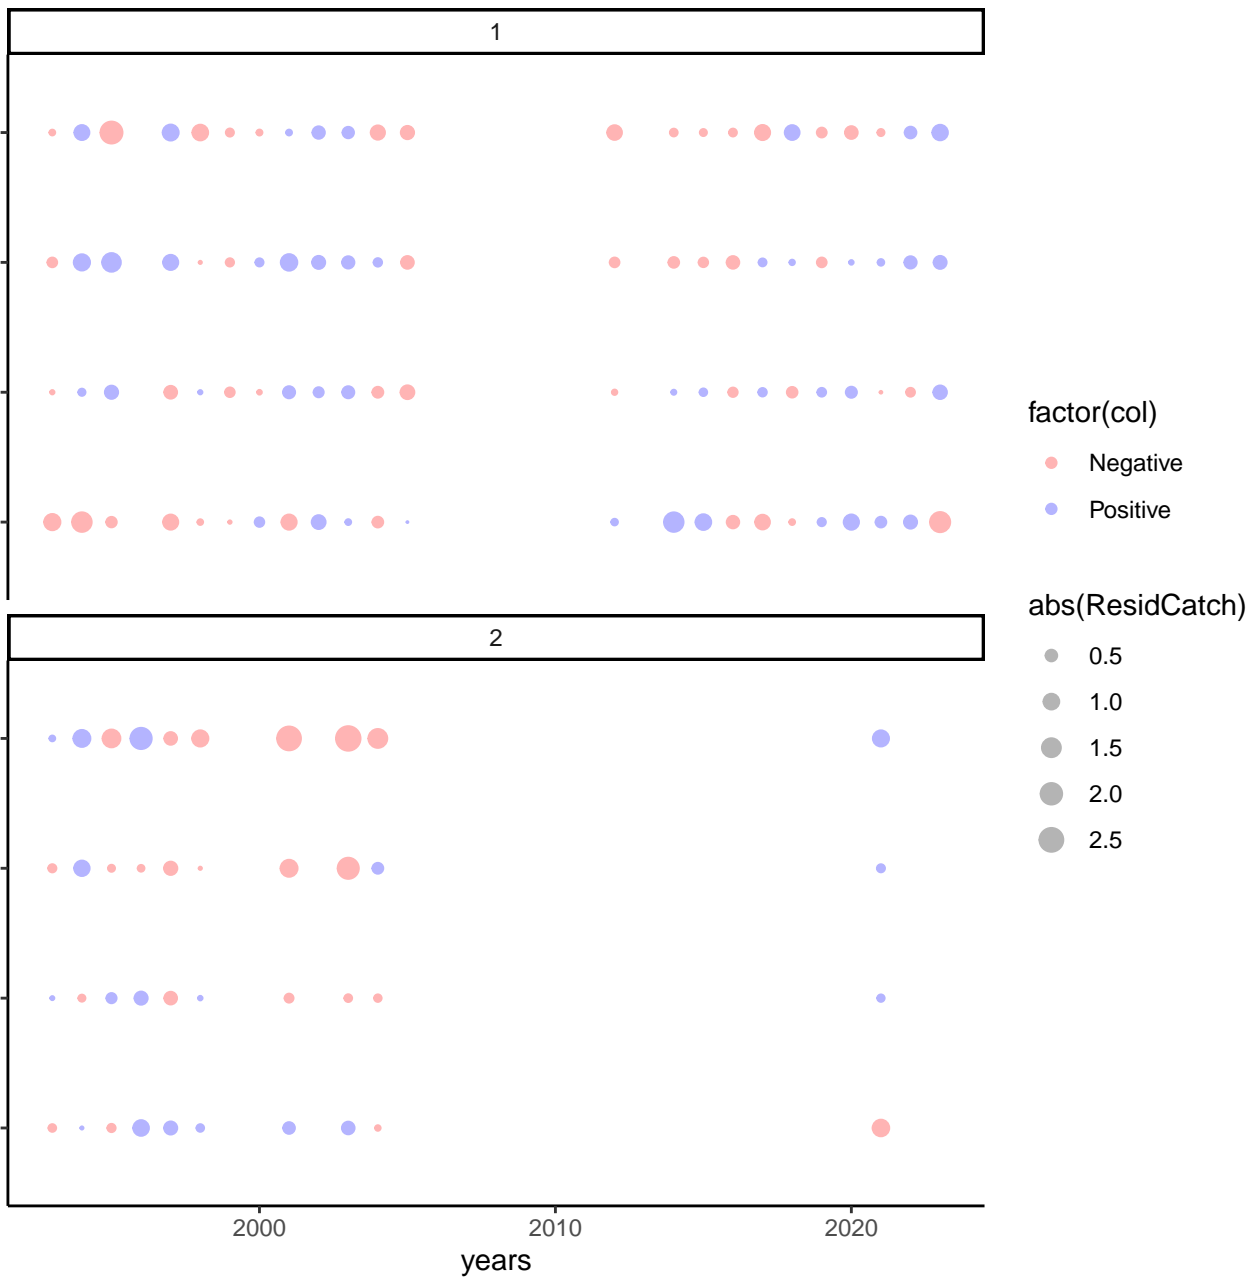 1
2
2000
2010
2020
years
factor(col)
Negative
Positive
abs(ResidCatch)
0.5
1.0
1.5
2.0
2.5